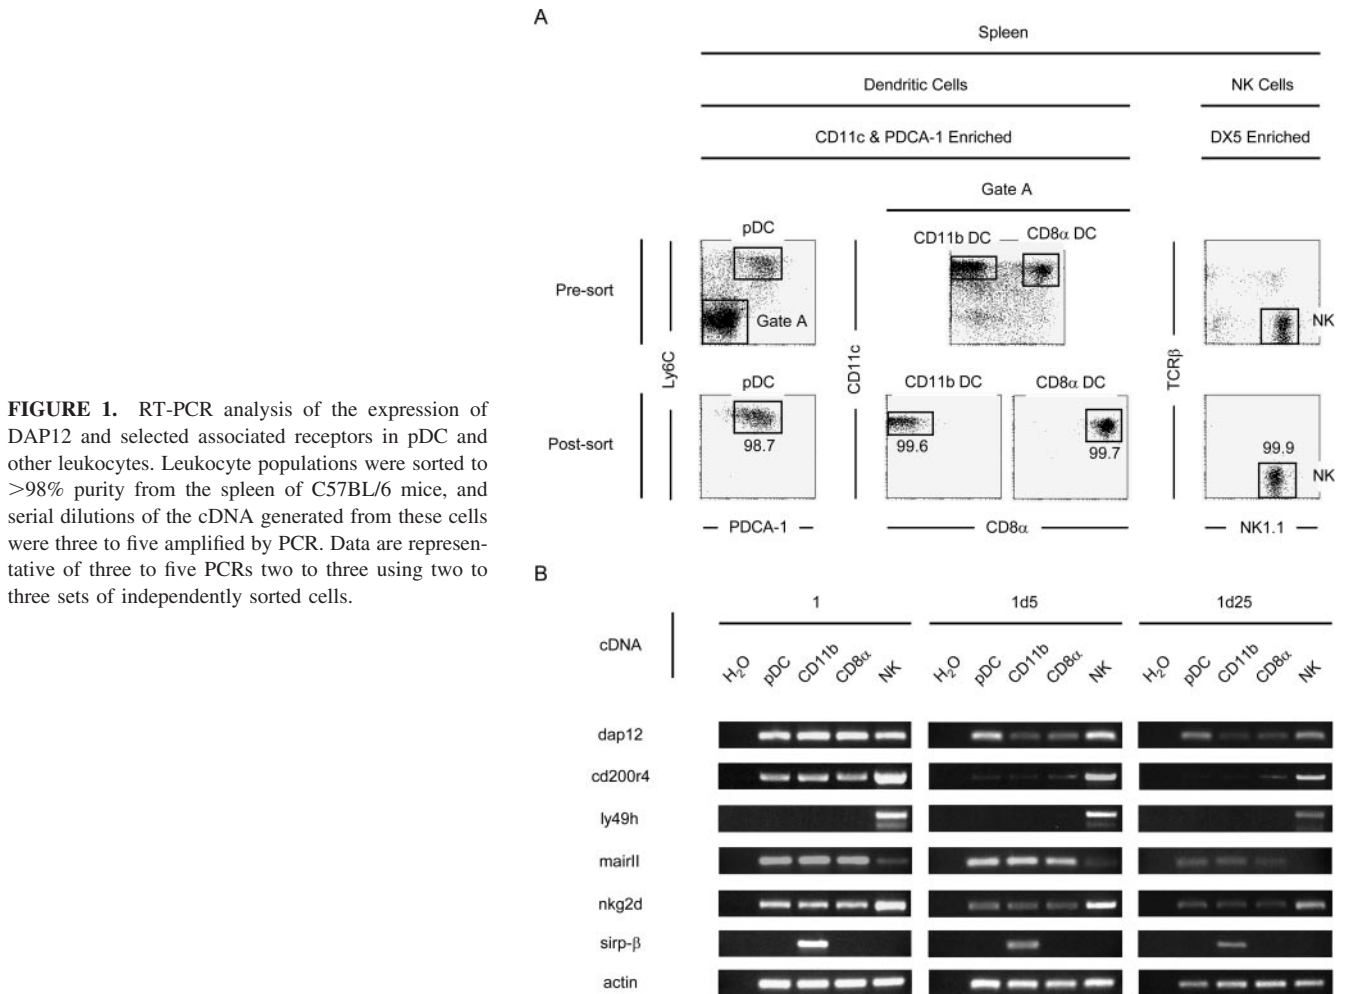 FIGURE 1. RT-PCR analysis of the expression of
DAP12 and selected associated receptors in pDC and
other leukocytes. Leukocyte populations were sorted to
>98% purity from the spleen of C57BL/6 mice, and
serial dilutions of the cDNA generated from these cells
were three to five amplified by PCR. Data are represen-
tative of three to five PCRs two to three using two to
three sets of independently sorted cells.
A
Spleen
Dendritic Cells NK Cells
CD11c & PDCA-1 Enriched DX5 Enriched
Gate A
pDC CD11b DC CD8α DC
Pre-sort Gate A NK
Ly6C CD11c TCRβ
pDC CD11b DC CD8α DC
Post-sort 98.7 99.6 99.7 99.9 NK
PDCA-1 CD8α NK1.1
B
1 1d5 1d25
cDNA
H₂O pDC CD11b CD8α NK H₂O pDC CD11b CD8α NK H₂O pDC CD11b CD8α NK
dap12
cd200r4
ly49h
mairII
nkg2d
sirp-β
actin